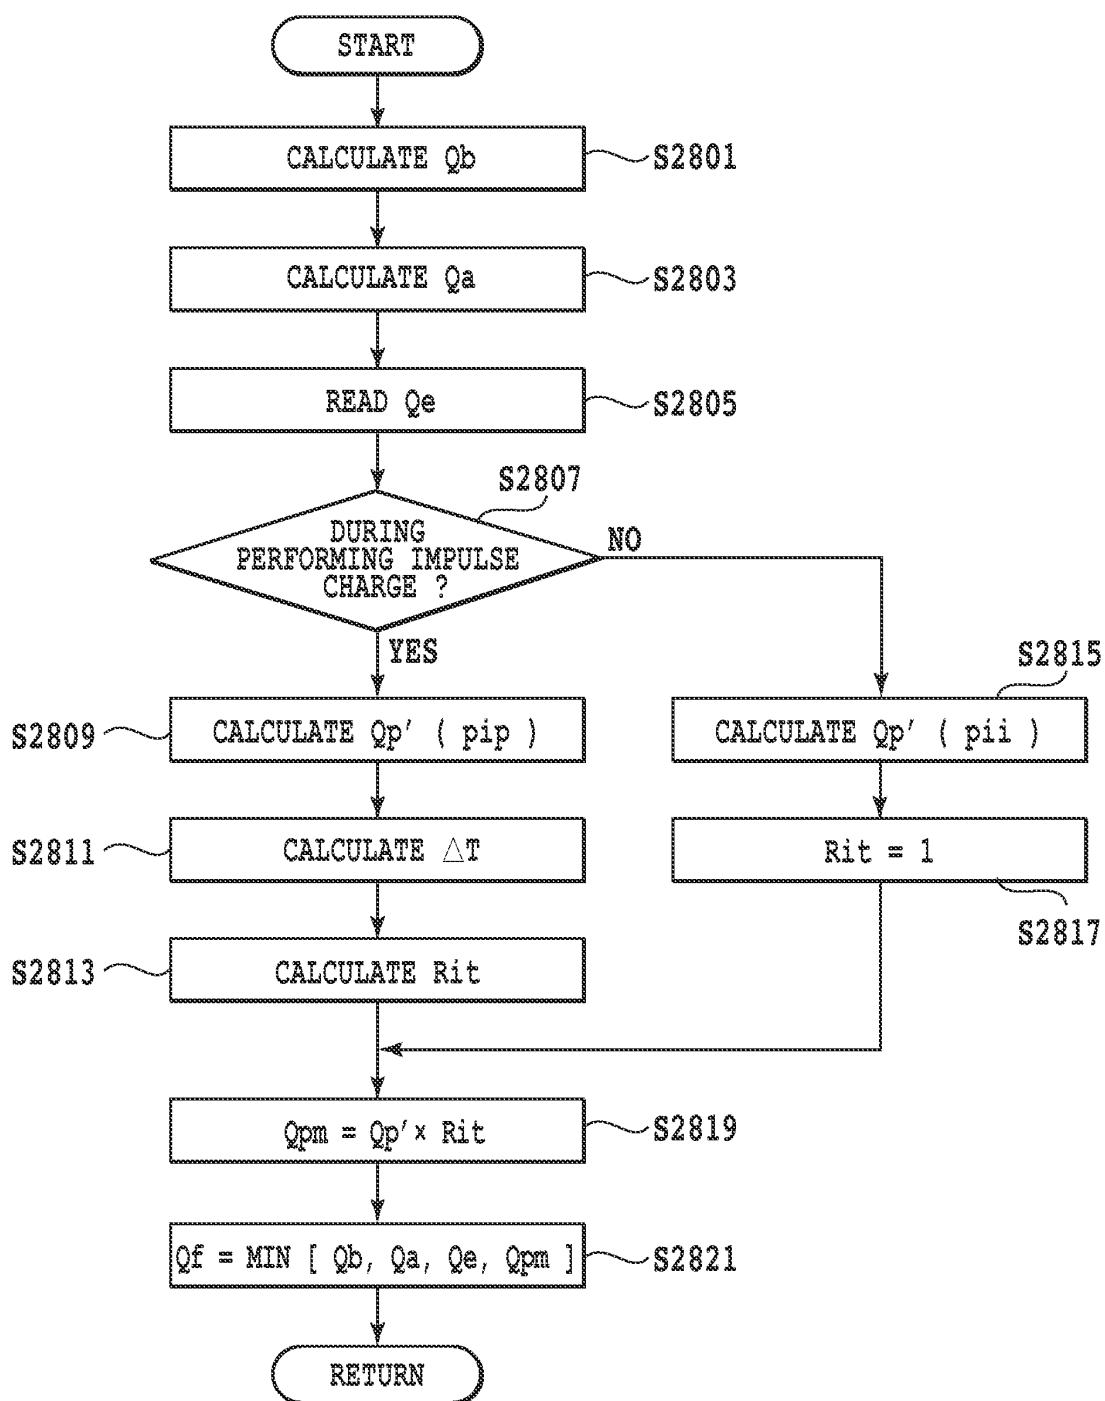 START
CALCULATE Qb
S2801
CALCULATE Qa
S2803
READ Qe
S2805
S2807
DURING
PERFORMING IMPULSE
CHARGE ?
NO
YES
S2815
S2809
CALCULATE Qp′ ( pip )
CALCULATE Qp′ ( pii )
S2811
CALCULATE △T
Rit = 1
S2817
S2813
CALCULATE Rit
Qpm = Qp′× Rit
S2819
Qf = MIN [ Qb, Qa, Qe, Qpm ]
S2821
RETURN